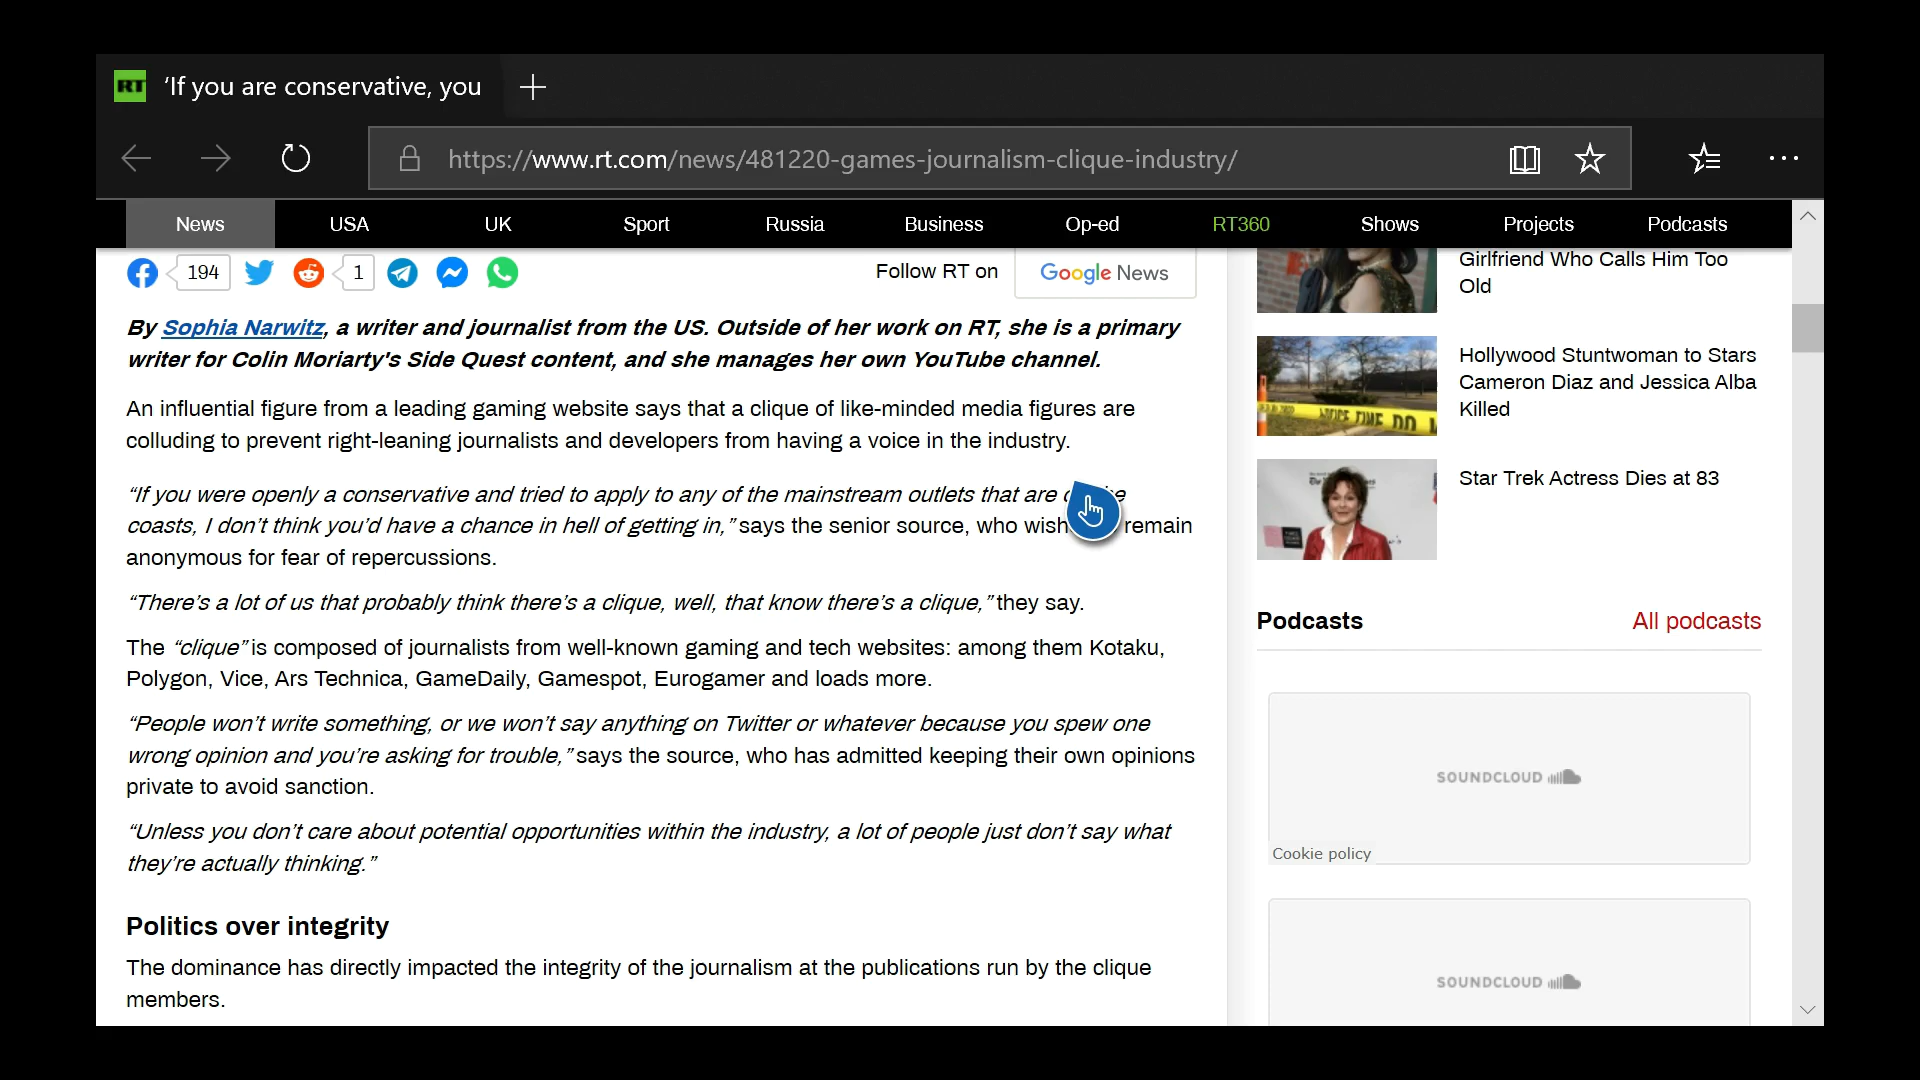 RT 'If you are conservative, you
https://www.rt.com/news/481220-games-journalism-clique-industry/
News USA UK Sport Russia Business Op-ed RT360 Shows Projects Podcasts
194 1 Follow RT on Google News
By Sophia Narwitz, a writer and journalist from the US. Outside of her work on RT, she is a primary
writer for Colin Moriarty's Side Quest content, and she manages her own YouTube channel.
An influential figure from a leading gaming website says that a clique of like-minded media figures are
colluding to prevent right-leaning journalists and developers from having a voice in the industry.
“If you were openly a conservative and tried to apply to any of the mainstream outlets that are
coasts, I don’t think you’d have a chance in hell of getting in,” says the senior source, who wish remain
anonymous for fear of repercussions.
“There’s a lot of us that probably think there’s a clique, well, that know there’s a clique,” they say.
The “clique” is composed of journalists from well-known gaming and tech websites: among them Kotaku,
Polygon, Vice, Ars Technica, GameDaily, Gamespot, Eurogamer and loads more.
“People won’t write something, or we won’t say anything on Twitter or whatever because you spew one
wrong opinion and you’re asking for trouble,” says the source, who has admitted keeping their own opinions
private to avoid sanction.
“Unless you don’t care about potential opportunities within the industry, a lot of people just don’t say what
they’re actually thinking.”
Politics over integrity
The dominance has directly impacted the integrity of the journalism at the publications run by the clique
members.
Girlfriend Who Calls Him Too
Old
Hollywood Stuntwoman to Stars
Cameron Diaz and Jessica Alba
Killed
Star Trek Actress Dies at 83
Podcasts All podcasts
SOUNDCLOUD
Cookie policy
SOUNDCLOUD